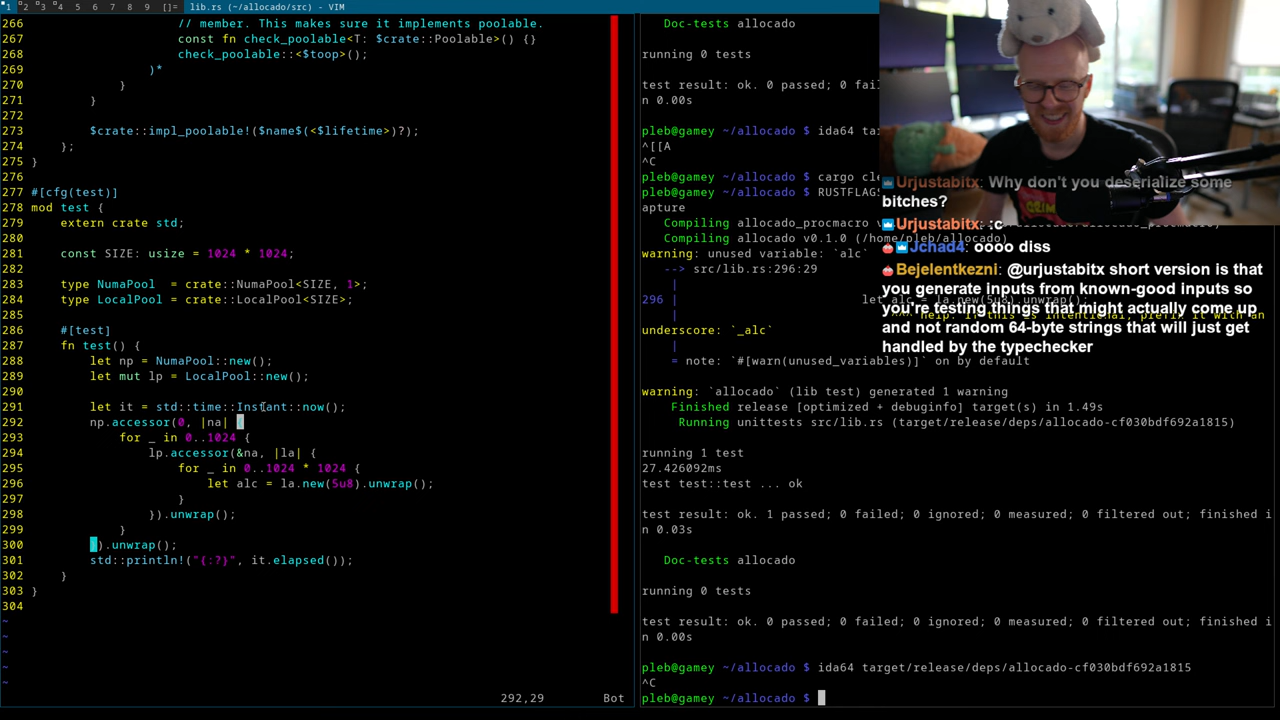 1 2 3 4 5 6 7 8 9 []= lib.rs (~/allocado/src) - VIM
266 // member. This makes sure it implements poolable.
267 const fn check_poolable<T: $crate::Poolable>() {}
268 check_poolable::<$toop>();
269 )*
270 }
271 }
272
273 $crate::impl_poolable!($name$(<$lifetime>)?);
274 };
275 }
276
277 #[cfg(test)]
278 mod test {
279 extern crate std;
280
281 const SIZE: usize = 1024 * 1024;
282
283 type NumaPool = crate::NumaPool<SIZE, 1>;
284 type LocalPool = crate::LocalPool<SIZE>;
285
286 #[test]
287 fn test() {
288 let np = NumaPool::new();
289 let mut lp = LocalPool::new();
290
291 let it = std::time::Instant::now();
292 np.accessor(0, |na| {
293 for _ in 0..1024 {
294 lp.accessor(&na, |la| {
295 for _ in 0..1024 * 1024 {
296 let alc = la.new(5u8).unwrap();
297 }
298 }).unwrap();
299 }
300 }).unwrap();
301 std::println!("{:?}", it.elapsed());
302 }
303 }
304
~
~
~
~
~
292,29 Bot
Doc-tests allocado
running 0 tests
test result: ok. 0 passed; 0 fai
n 0.00s
pleb@gamey ~/allocado $ ida64 ta
^[[A
^C
pleb@gamey ~/allocado $ cargo cle
pleb@gamey ~/allocado $ RUSTFLAGS
apture
Compiling allocado_procmacro
Compiling allocado v0.1.0 (/home/pleb/allocado)
warning: unused variable: `alc`
--> src/lib.rs:296:29
|
296 | let alc = la.new(5u8).unwrap();
| ^^^ help: if this is intentional, prefix it with an
underscore: `_alc`
|
= note: `#[warn(unused_variables)]` on by default
warning: `allocado` (lib test) generated 1 warning
Finished release [optimized + debuginfo] target(s) in 1.49s
Running unittests src/lib.rs (target/release/deps/allocado-cf030bdf692a1815)
running 1 test
27.426092ms
test test::test ... ok
test result: ok. 1 passed; 0 failed; 0 ignored; 0 measured; 0 filtered out; finished i
n 0.03s
Doc-tests allocado
running 0 tests
test result: ok. 0 passed; 0 failed; 0 ignored; 0 measured; 0 filtered out; finished i
n 0.00s
pleb@gamey ~/allocado $ ida64 target/release/deps/allocado-cf030bdf692a1815
^C
pleb@gamey ~/allocado $
Urjustabitx: Why don't you deserialize some
bitches?
Urjustabitx: :c
Jchad4: oooo diss
Bejelentkezni: @urjustabitx short version is that
you generate inputs from known-good inputs so
you're testing things that might actually come up
and not random 64-byte strings that will just get
handled by the typechecker